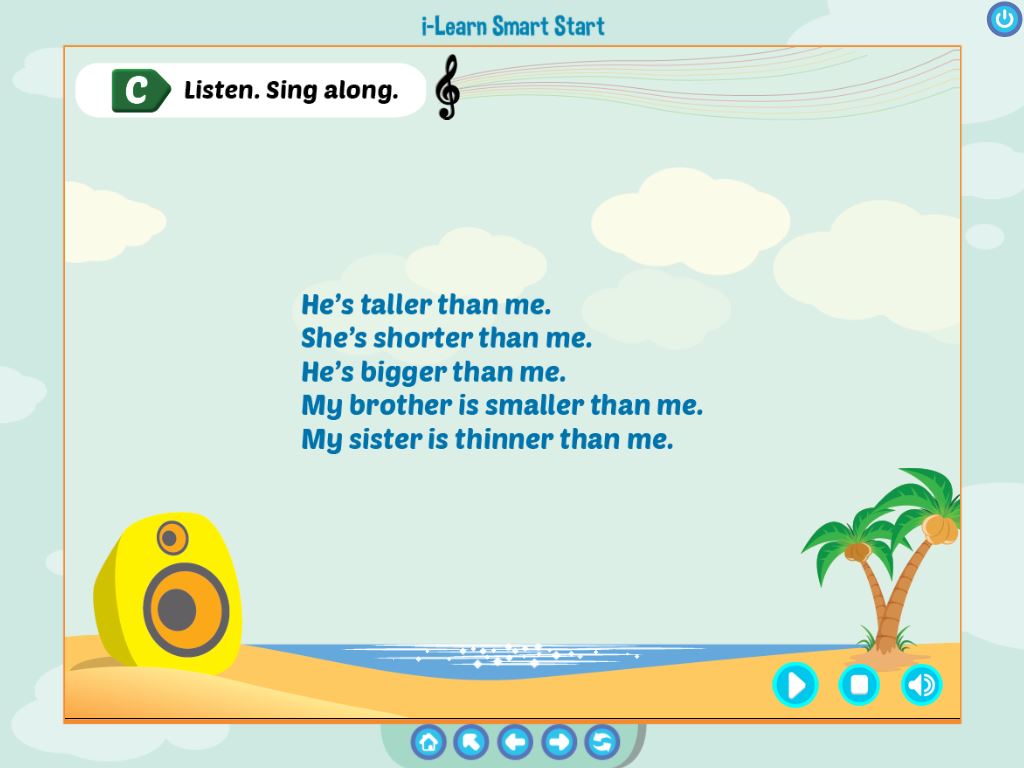 i-Learn Smart Start
C Listen. Sing along.
He's taller than me.
She's shorter than me.
He's bigger than me.
My brother is smaller than me.
My sister is thinner than me.